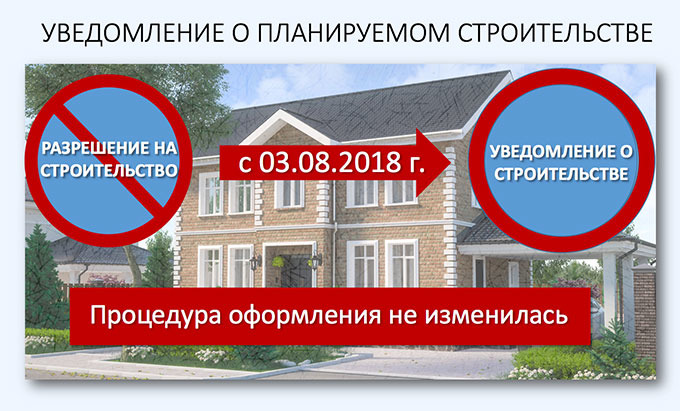 УВЕДОМЛЕНИЕ О ПЛАНИРУЕМОМ СТРОИТЕЛЬСТВЕ
РАЗРЕШЕНИЕ НА
СТРОИТЕЛЬСТВО
с 03.08.2018 г.
УВЕДОМЛЕНИЕ О
СТРОИТЕЛЬСТВЕ
Процедура оформления не изменилась